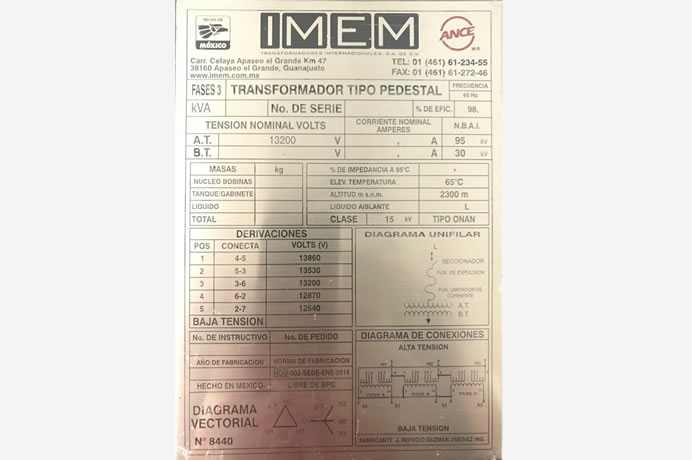 HECHO EN
MÉXICO
IMEM
TRANSFORMADORES INTERNACIONALES, S.A. DE C.V.
ANCE
M.R.
Carr. Celaya Apaseo el Grande Km 47
38160 Apaseo el Grande, Guanajuato
www.imem.com.mx
TEL: 01 (461) 61-234-55
FAX: 01 (461) 61-272-46
FASES 3 TRANSFORMADOR TIPO PEDESTAL FRECUENCIA
60 Hz
kVA No. DE SERIE % DE EFIC. 98,
TENSION NOMINAL VOLTS CORRIENTE NOMINAL AMPERES N.B.A.I.
A.T. 13200 V , A 95 kV
B.T. - V , A 30 kV
MASAS kg
NUCLEO BOBINAS
TANQUE/GABINETE
LIQUIDO
TOTAL
% DE IMPEDANCIA A 85°C ,
ELEV. TEMPERATURA 65°C
ALTITUD m s.n.m. 2300 m
LIQUIDO AISLANTE L
CLASE 15 kV TIPO ONAN
DERIVACIONES
POS CONECTA VOLTS (V)
1 4-5 13860
2 5-3 13530
3 3-6 13200
4 6-2 12870
5 2-7 12540
BAJA TENSION
DIAGRAMA UNIFILAR
L
SECCIONADOR
FUS. DE EXPULSION
FUS. LIMITADOR DE
CORRIENTE
A.T.
B.T.
No. DE INSTRUCTIVO No. DE PEDIDO
AÑO DE FABRICACION NORMA DE FABRICACION
NOM-002-SEDE-ENE-2014
HECHO EN MEXICO LIBRE DE BPC
DIAGRAMA
VECTORIAL
N° 8440
DIAGRAMA DE CONEXIONES
ALTA TENSION
FASE A FASE B FASE C
BAJA TENSION
FABRICANTE J. REFUGIO GUZMAN JIMENEZ ING.